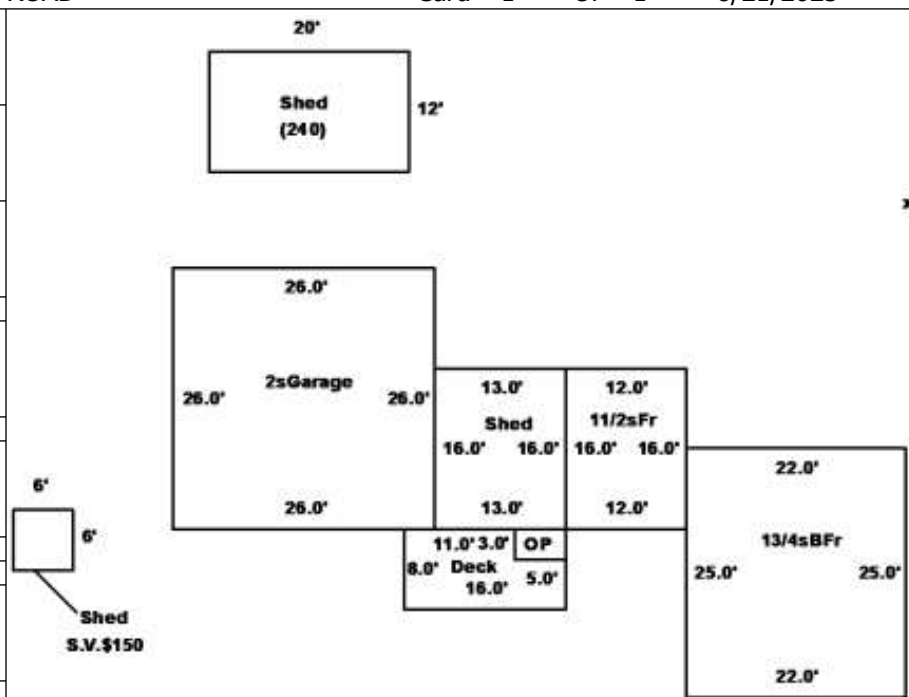 20'
Shed
(240)
12'
26.0'
2sGarage
26.0'
26.0'
26.0'
13.0'
Shed
16.0' 16.0'
13.0'
12.0'
11/2sFr
16.0' 16.0'
12.0'
22.0'
13/4sBFr
25.0'
25.0'
22.0'
11.0' 3.0' OP
8.0' Deck
16.0' 5.0'
6'
6'
Shed
S.V.$150